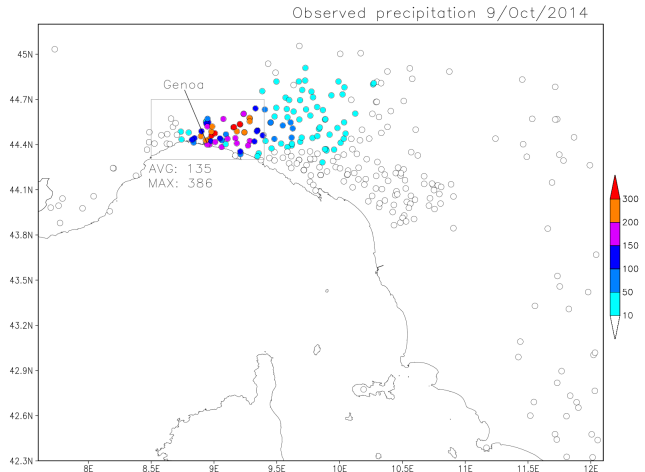 Observed precipitation 9/Oct/2014
45N
44.7N
44.4N
44.1N
43.8N
43.5N
43.2N
42.9N
42.6N
42.3N
Genoa
AVG: 135
MAX: 386
300
200
150
100
50
10
8E 8.5E 9E 9.5E 10E 10.5E 11E 11.5E 12E